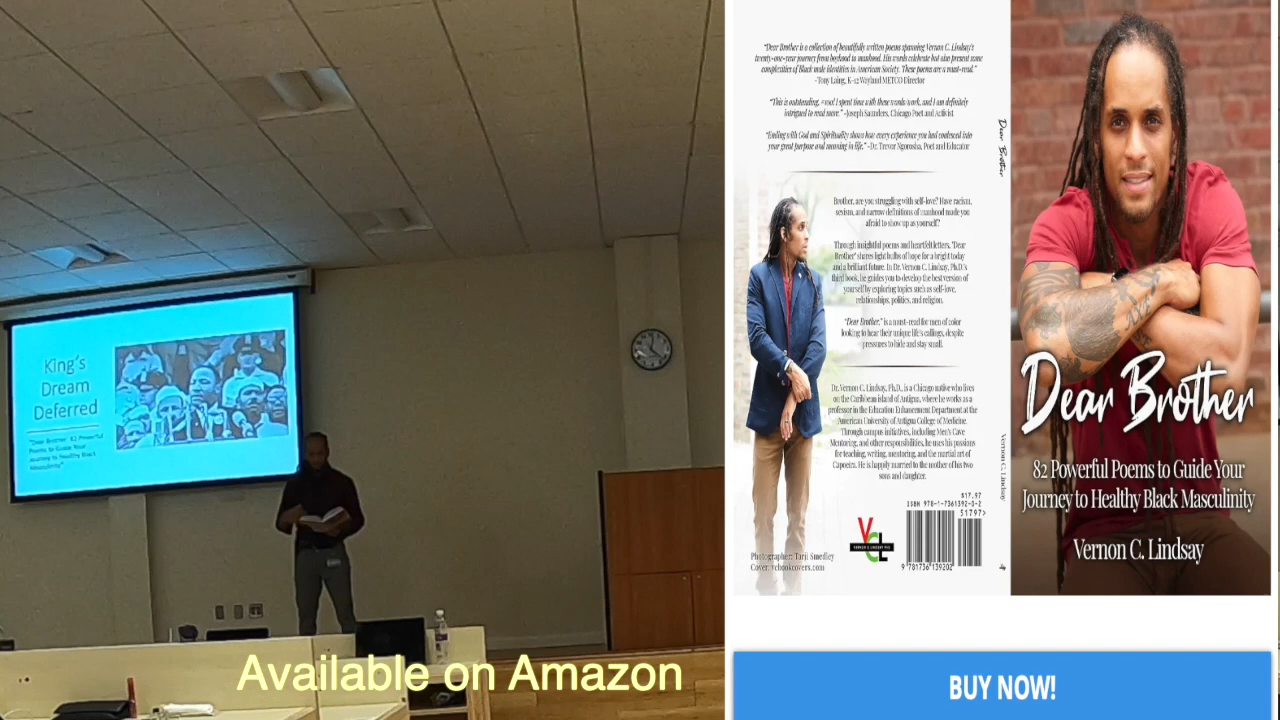 King's
Dream
Deferred
"Dear Brother: 82 Powerful
Poems to Guide Your
Journey to Healthy Black
Masculinity"
Available on Amazon
"Dear Brother is a collection of beautifully written poems spanning Vernon C. Lindsay's
twenty-one-year journey from boyhood to manhood. His words celebrate but also present some
complexities of Black male identities in American Society. These poems are a must-read."
-Tony Laing, K-12 Wayland METCO Director
"This is outstanding,
I spent time with these words/work, and I am definitely
intrigued to read more." -Joseph Saunders, Chicago Poet and Activist
"Ending with God and Spirituality shows how every experience you had coalesced into
your great purpose and meaning in life." -Dr. Trevor Ngorosha, Poet and Educator
Brother, are you struggling with self-love? Have racism,
sexism, and narrow definitions of manhood made you
afraid to show up as yourself?
Through insightful poems and heartfelt letters, "Dear
Brother" shares light bulbs of hope for a bright today
and a brilliant future. In Dr. Vernon C. Lindsay, Ph.D.'s
third book, he guides you to develop the best version of
yourself by exploring topics such as self-love,
relationships, politics, and religion.
"Dear Brother," is a must-read for men of color
looking to hear their unique life's callings, despite
pressures to hide and stay small.
Dr. Vernon C. Lindsay, Ph.D., is a Chicago native who lives
on the Caribbean island of Antigua, where he works as a
professor in the Education Enhancement Department at the
American University of Antigua College of Medicine.
Through campus initiatives, including Men's Cave
Mentoring, and other responsibilities, he uses his passions
for teaching, writing, mentoring, and the martial art of
Capoeira. He is happily married to the mother of his two
sons and daughter.
$17.97
ISBN 978-1-7361392-0-2
51797>
9 781736 139202
VCL
VERNON C. LINDSAY PHD
Photographer: Tarii Smedley
Cover: vcbookcovers.com
Dear Brother
Vernon C. Lindsay
Dear Brother
82 Powerful Poems to Guide Your
Journey to Healthy Black Masculinity
Vernon C. Lindsay
BUY NOW!